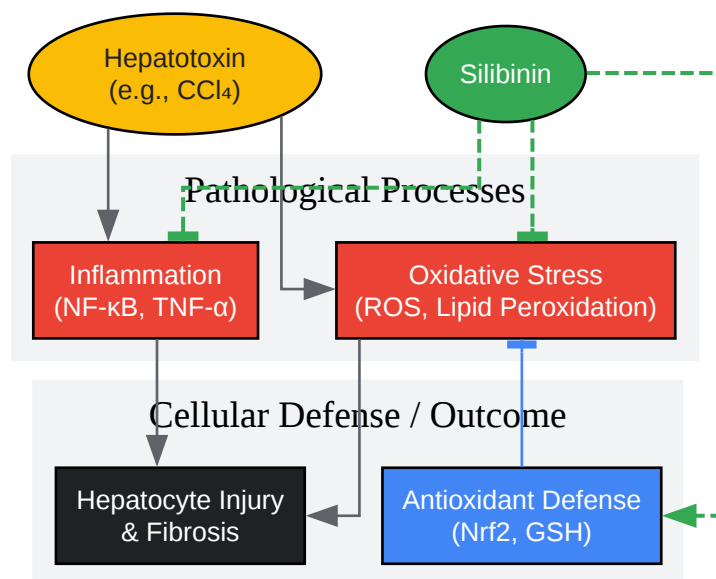 Hepatotoxin
(e.g., CCl₄)
Silibinin
Pathological Processes
Inflammation
(NF-κB, TNF-α)
Oxidative Stress
(ROS, Lipid Peroxidation)
Cellular Defense / Outcome
Hepatocyte Injury
& Fibrosis
Antioxidant Defense
(Nrf2, GSH)